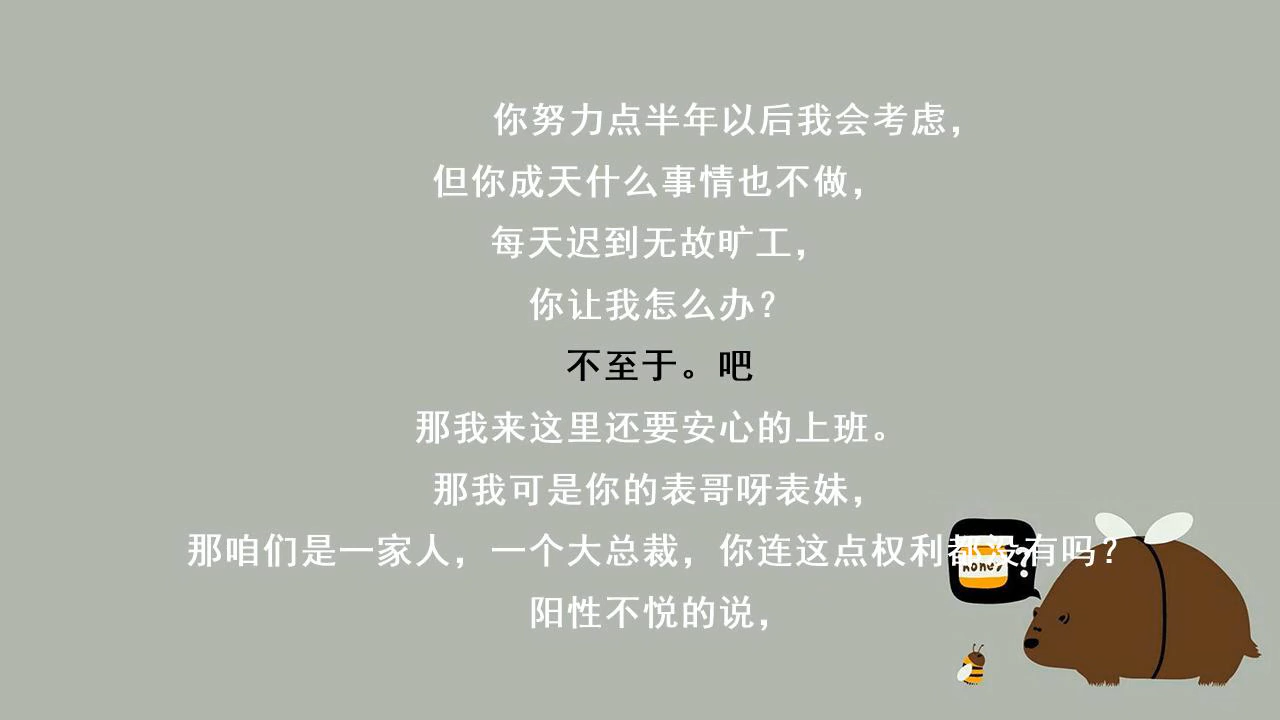 你努力点半年以后我会考虑，
但你成天什么事情也不做，
每天迟到无故旷工，
你让我怎么办？
不至于。吧
那我来这里还要安心的上班。
那我可是你的表哥呀表妹，
那咱们是一家人，一个大总裁，你连这点权利都没有吗？
honey
?
阳性不悦的说，